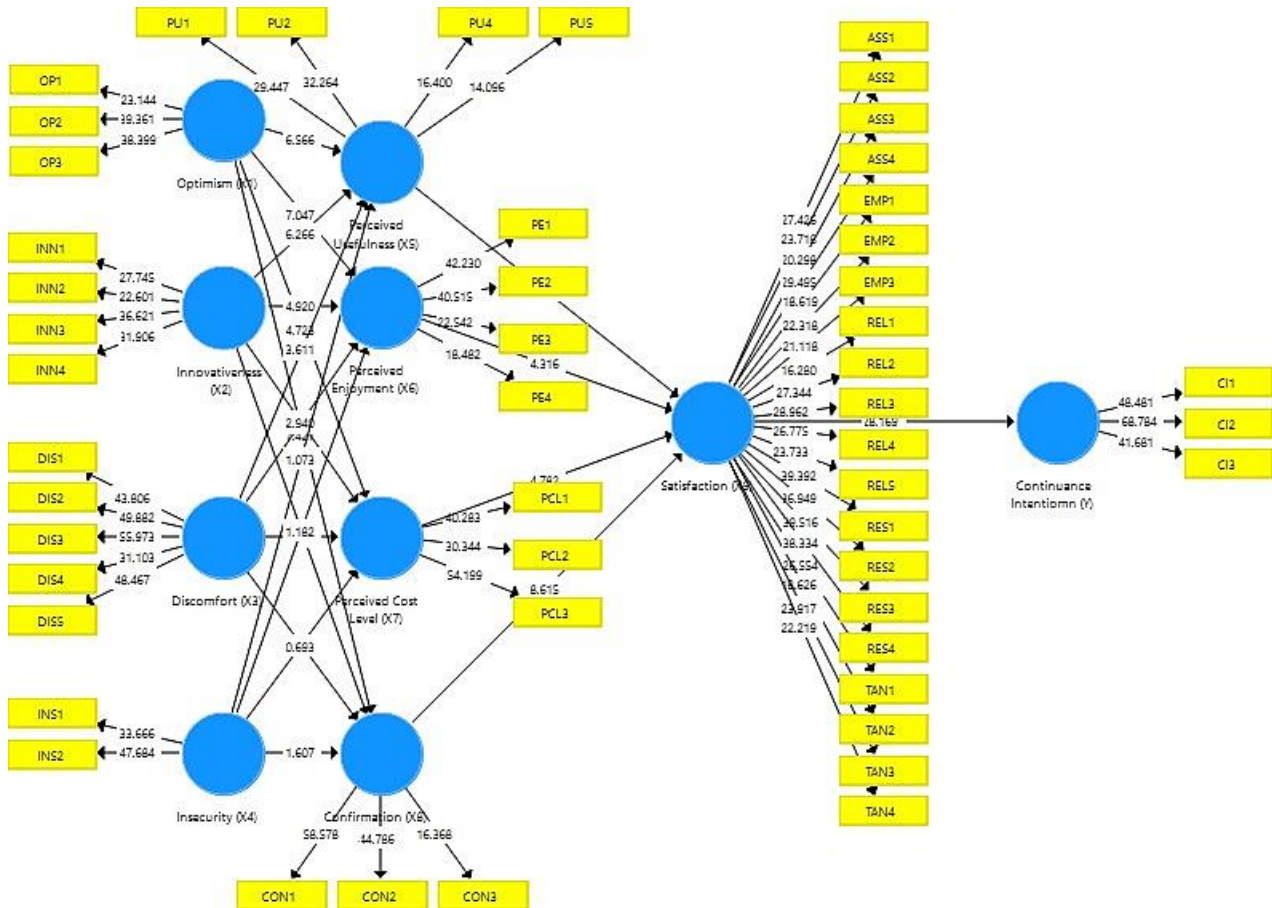 PU1
PU2
PU4
PU5
OP1
OP2
OP3
23.144
39.361
38.399
29.447
32.264
16.400
14.096
6.566
Optimism (X1)
Perceived
Usefulness (X5)
7.047
6.266
INN1
INN2
INN3
INN4
27.745
22.601
36.621
31.906
Innovativeness
(X2)
4.920
4.723
3.611
Perceived
Enjoyment (X6)
PE1
PE2
PE3
PE4
42.230
40.515
22.542
18.482
4.316
2.940
1.073
DIS1
DIS2
DIS3
DIS4
DIS5
43.806
49.882
55.973
31.103
48.467
Discomfort (X3)
1.182
Perceived Cost
Level (X7)
PCL1
PCL2
PCL3
40.283
30.344
54.199
4.782
8.615
0.693
INS1
INS2
33.666
47.684
Insecurity (X4)
1.607
Confirmation (X8)
58.578
44.786
16.368
CON1
CON2
CON3
Satisfaction
ASS1
ASS2
ASS3
ASS4
EMP1
EMP2
EMP3
REL1
REL2
REL3
REL4
REL5
RES1
RES2
RES3
RES4
TAN1
TAN2
TAN3
TAN4
27.426
23.716
20.298
29.495
18.619
22.318
21.118
16.280
27.344
28.962
26.775
23.733
39.392
36.949
38.334
23.917
22.219
28.169
Continuance
Intentiomn (Y)
48.481
68.784
41.681
CI1
CI2
CI3